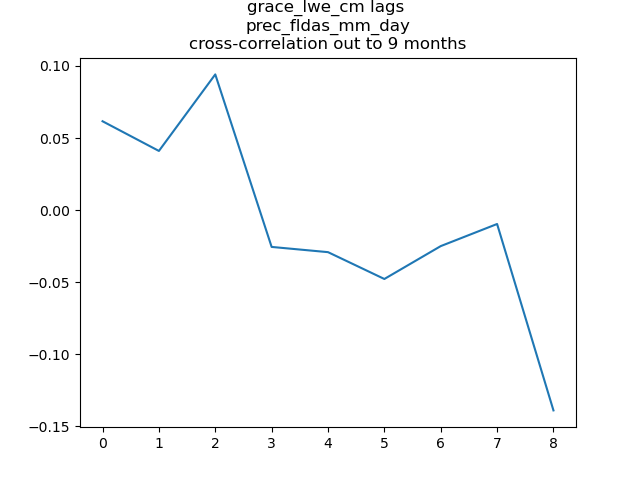 grace_lwe_cm lags
prec_fldas_mm_day
cross-correlation out to 9 months
0.10
0.05
0.00
−0.05
−0.10
−0.15
0 1 2 3 4 5 6 7 8